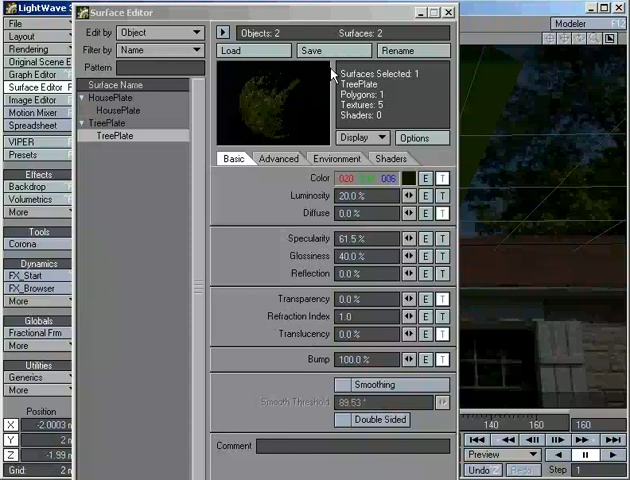 LightWave
Surface Editor
File
Layout
Rendering
Original Scene
Graph Editor
Surface Editor
Image Editor
Motion Mixer
Spreadsheet
VIPER
Presets
Effects
Backdrop
Volumetrics
More
Tools
Corona
Dynamics
FX_Start
FX_Browser
More
Globals
Fractional Frm
More
Utilities
Generics
More
Position
X -2.0003
Y
Z -1.99
Grid:
Edit by Object
Filter by Name
Pattern
Surface Name
HousePlate
HousePlate
TreePlate
TreePlate
Objects: 2 Surfaces: 2
Load Save Rename
Surfaces Selected: 1
TreePlate
Polygons: 1
Textures: 5
Shaders: 0
Display Options
Basic Advanced Environment Shaders
Color 020 006 E T
Luminosity 20.0 % E T
Diffuse 0.0 % E T
Specularity 61.5 % E T
Glossiness 40.0 % E T
Reflection 0.0 % E T
Transparency 0.0 % E T
Refraction Index 1.0 E T
Translucency 0.0 % E T
Bump 100.0 % E T
Smoothing
Smooth Threshold 89.53 °
Double Sided
Comment
Modeler F12
140 160 160
Preview
Undo Redo Step 1